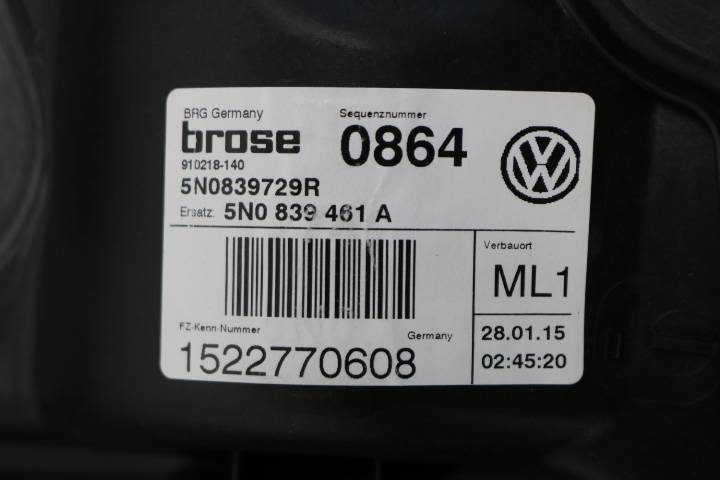 BRG Germany
Sequenznummer
brose
0864
910218-140
5N0839729R
Ersatz: 5N0 839 461 A
Verbauort
ML1
FZ-Kenn-Nummer
Germany
1522770608
28.01.15
02:45:20